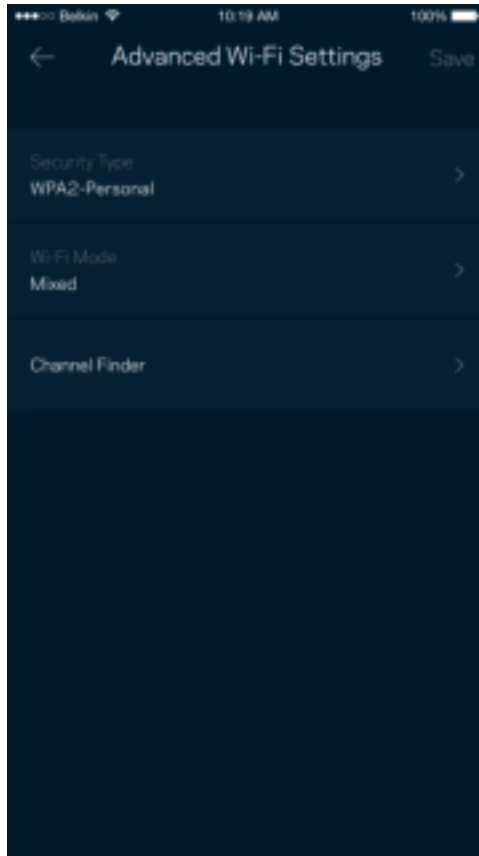 Belkin 10:19 AM 100%
Advanced Wi-Fi Settings Save
Security Type
WPA2-Personal
Wi-Fi Mode
Mixed
Channel Finder